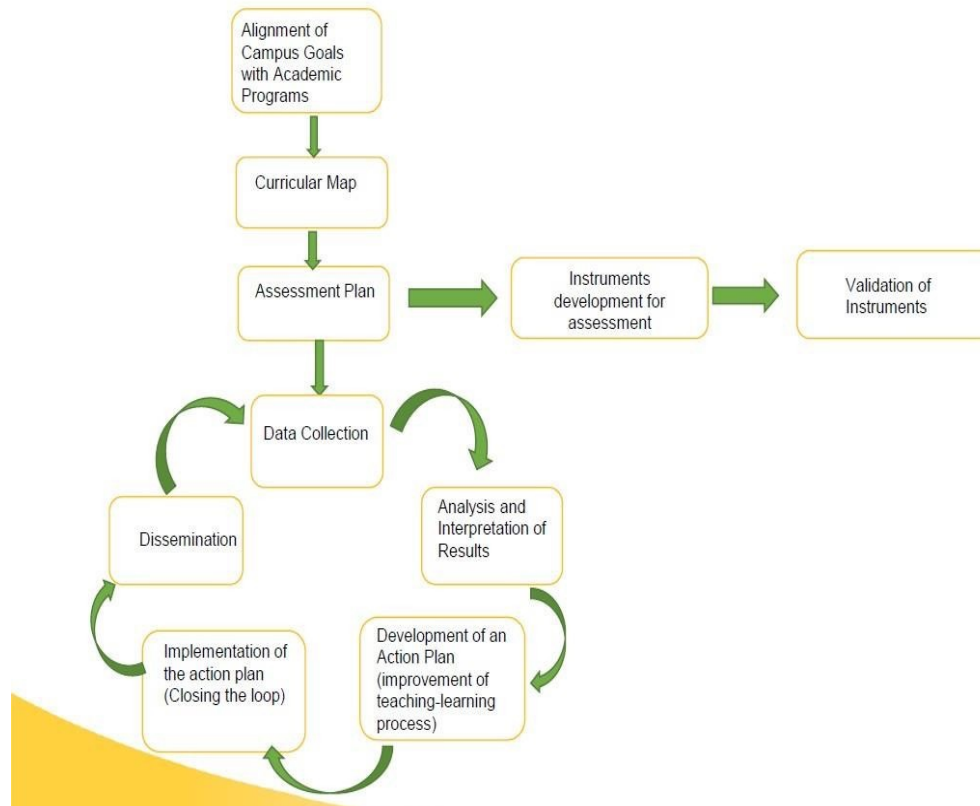 Alignment of
Campus Goals
with Academic
Programs
Curricular Map
Assessment Plan
Instruments
development for
assessment
Validation of
Instruments
Data Collection
Analysis and
Interpretation of
Results
Development of an
Action Plan
(improvement of
teaching-learning
process)
Implementation of
the action plan
(Closing the loop)
Dissemination